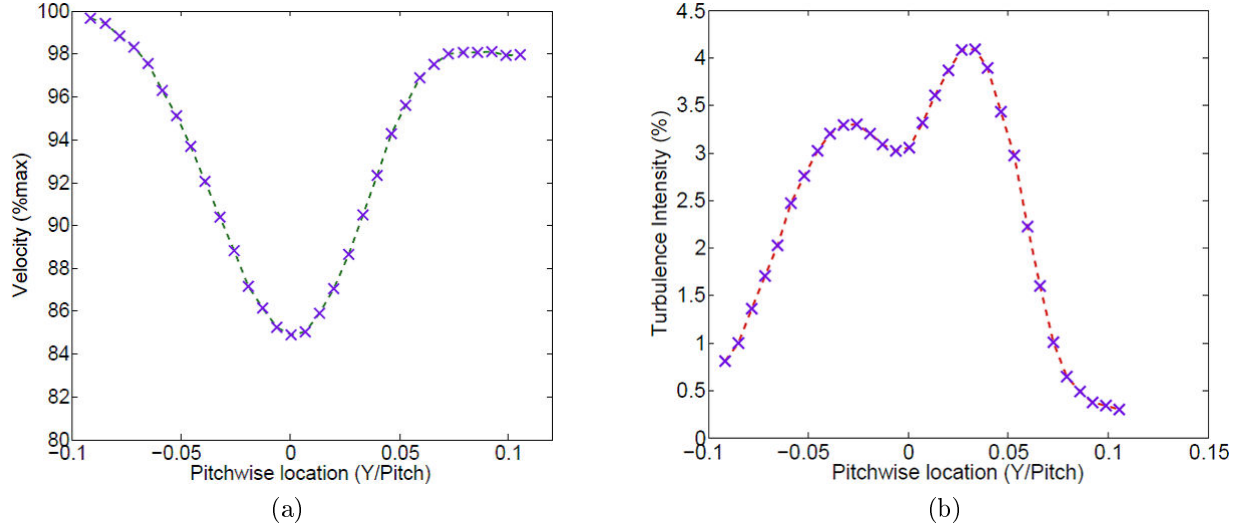 100
98
96
94
92
90
88
86
84
82
80
Velocity (%max)
−0.1 −0.05 0 0.05 0.1
Pitchwise location (Y/Pitch)
(a)
4.5
4
3.5
3
2.5
2
1.5
1
0.5
0
Turbulence Intensity (%)
−0.1 −0.05 0 0.05 0.1 0.15
Pitchwise location (Y/Pitch)
(b)